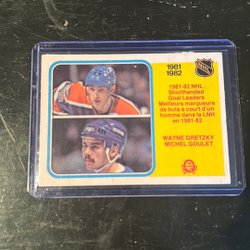 1981
1982
NHL
1981-82 NHL
Shorthanded
Goal Leaders
Meilleurs marqueurs
de buts à court d'un
homme dans la LNH
en 1981-82
WAYNE GRETZKY
MICHEL GOULET